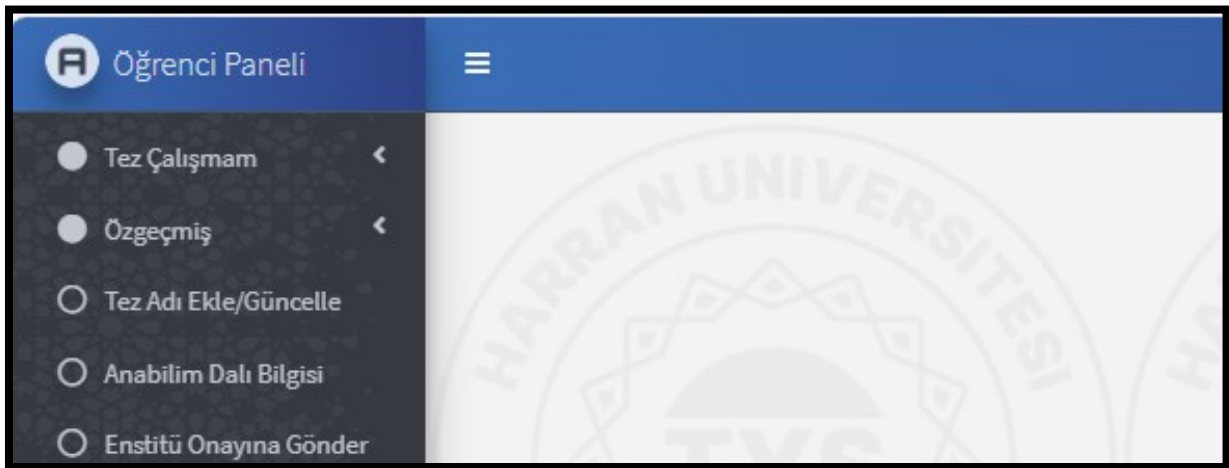 Öğrenci Paneli
Tez Çalışmam
Özgeçmiş
Tez Adı Ekle/Güncelle
Anabilim Dalı Bilgisi
Enstitü Onayına Gönder
HARRAN UNIVERSITESI
TYS